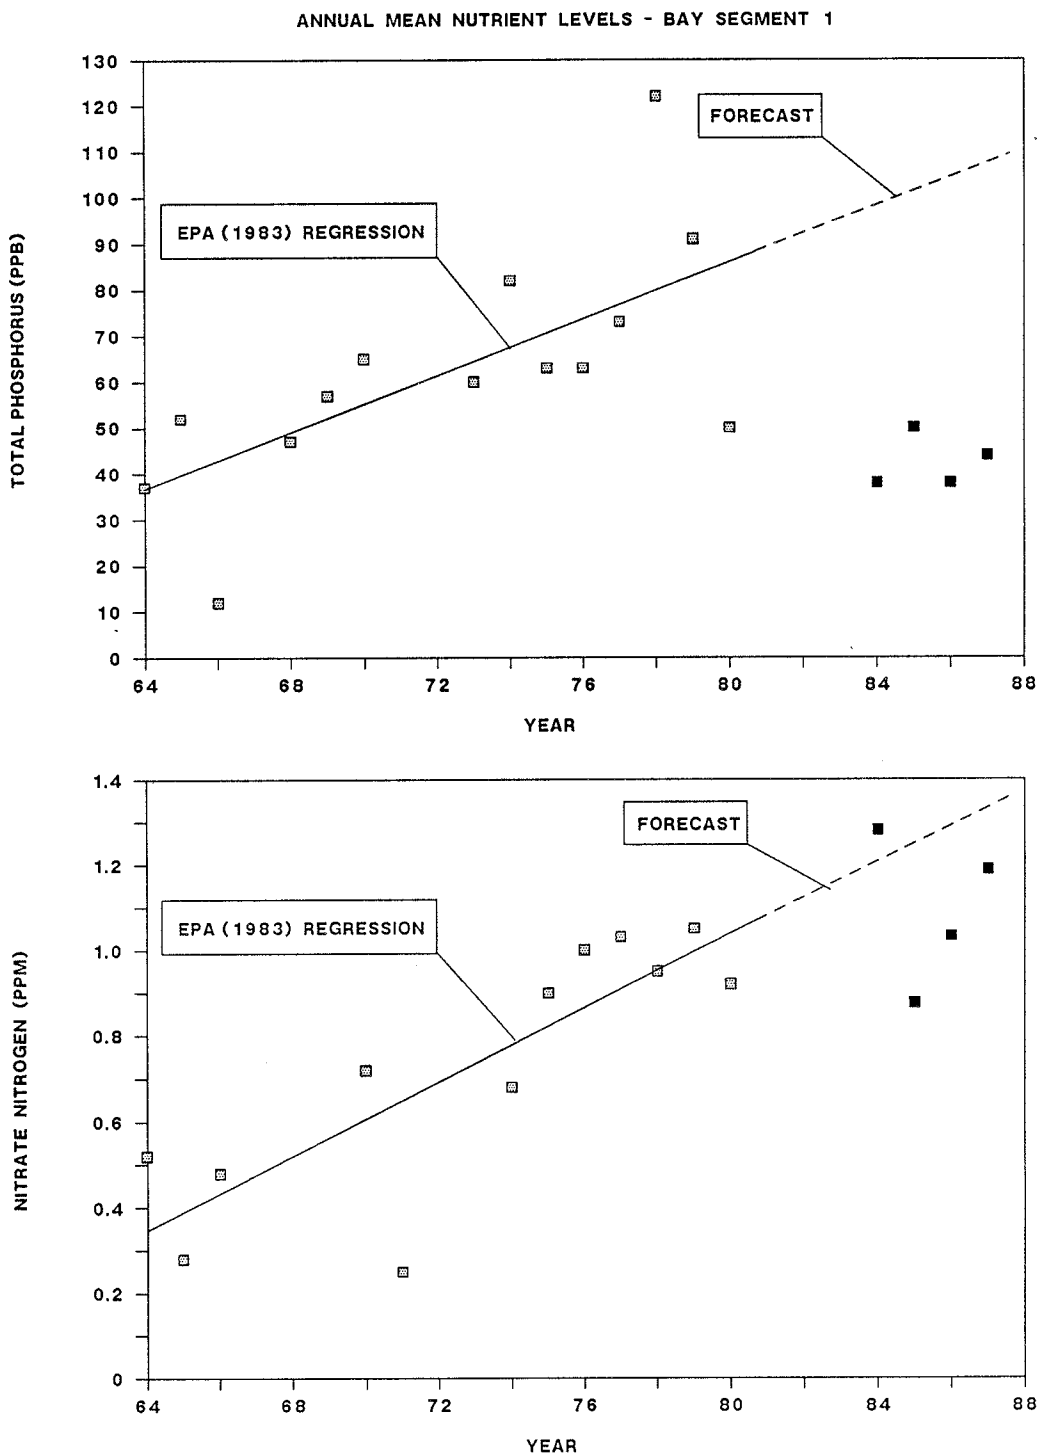 ANNUAL MEAN NUTRIENT LEVELS - BAY SEGMENT 1
130
120
110
100
90
80
70
60
50
40
30
20
10
0
TOTAL PHOSPHORUS (PPB)
FORECAST
EPA (1983) REGRESSION
64 68 72 76 80 84 88
YEAR
1.4
1.2
1.0
0.8
0.6
0.4
0.2
0
NITRATE NITROGEN (PPM)
FORECAST
EPA (1983) REGRESSION
64 68 72 76 80 84 88
YEAR